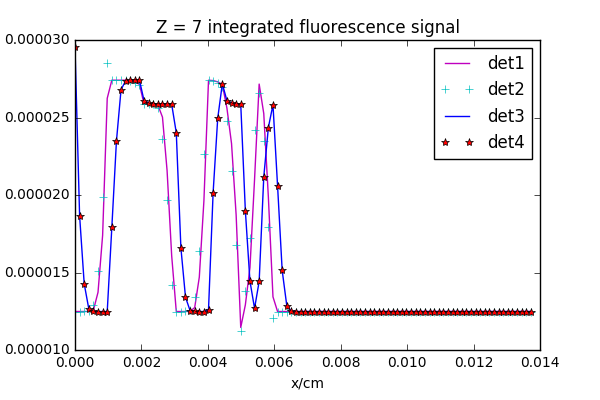 Z = 7 integrated fluorescence signal
0.000030
0.000025
0.000020
0.000015
0.000010
0.000 0.002 0.004 0.006 0.008 0.010 0.012 0.014
x/cm
det1
det2
det3
det4